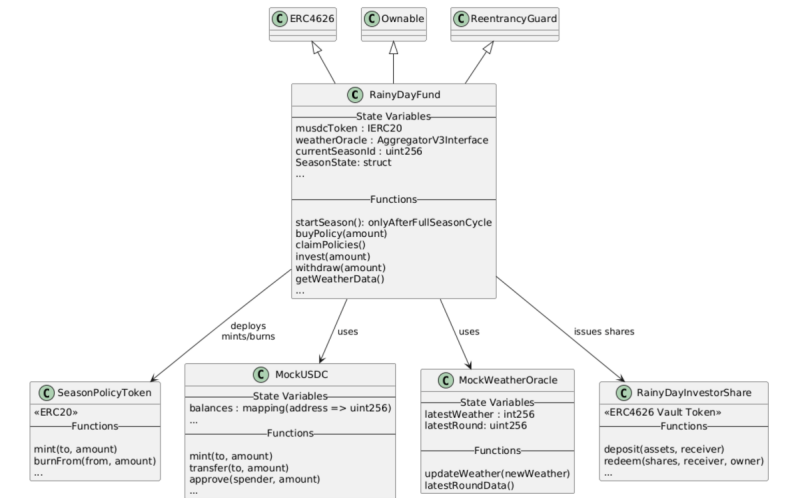 C ERC4626
C Ownable
C ReentrancyGuard
C RainyDayFund
State Variables
musdcToken : IERC20
weatherOracle : AggregatorV3Interface
currentSeasonId : uint256
SeasonState: struct
...
Functions
startSeason(): onlyAfterFullSeasonCycle
buyPolicy(amount)
claimPolicies()
invest(amount)
withdraw(amount)
getWeatherData()
...
deploys
mints/burns
uses
uses
issues shares
C SeasonPolicyToken
«ERC20»
Functions
mint(to, amount)
burnFrom(from, amount)
...
C MockUSDC
State Variables
balances : mapping(address => uint256)
...
Functions
mint(to, amount)
transfer(to, amount)
approve(spender, amount)
...
C MockWeatherOracle
State Variables
latestWeather : int256
latestRound: uint256
Functions
updateWeather(newWeather)
latestRoundData()
C RainyDayInvestorShare
«ERC4626 Vault Token»
Functions
deposit(assets, receiver)
redeem(shares, receiver, owner)
...